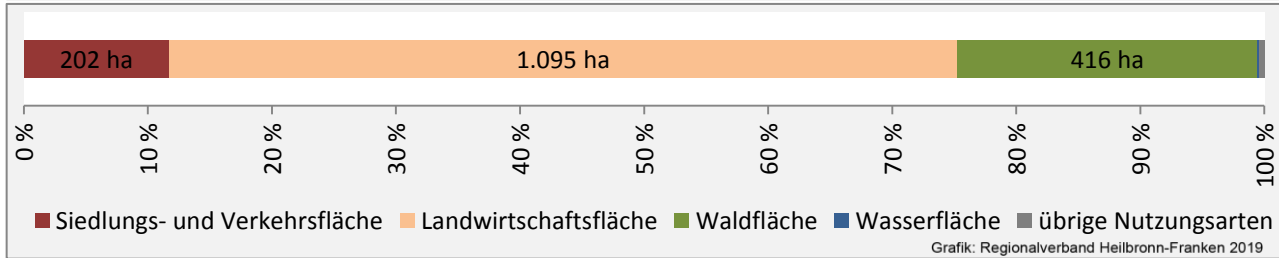 202 ha 1.095 ha 416 ha
0 % 10 % 20 % 30 % 40 % 50 % 60 % 70 % 80 % 90 % 100 %
Siedlungs- und Verkehrsfläche Landwirtschaftsfläche Waldfläche Wasserfläche übrige Nutzungsarten
Grafik: Regionalverband Heilbronn-Franken 2019